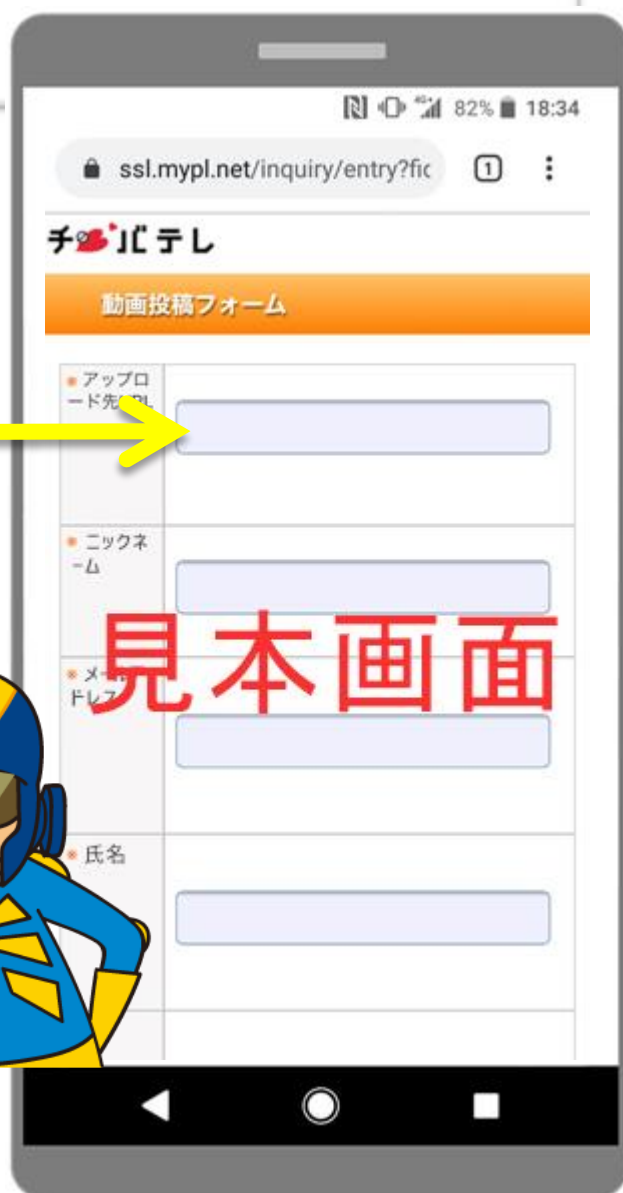 82% 18:34
ssl.mypl.net/inquiry/entry?fic 1
チバテレ
動画投稿フォーム
アップロ
ード先
ニックネ
ーム
見本画面
氏名